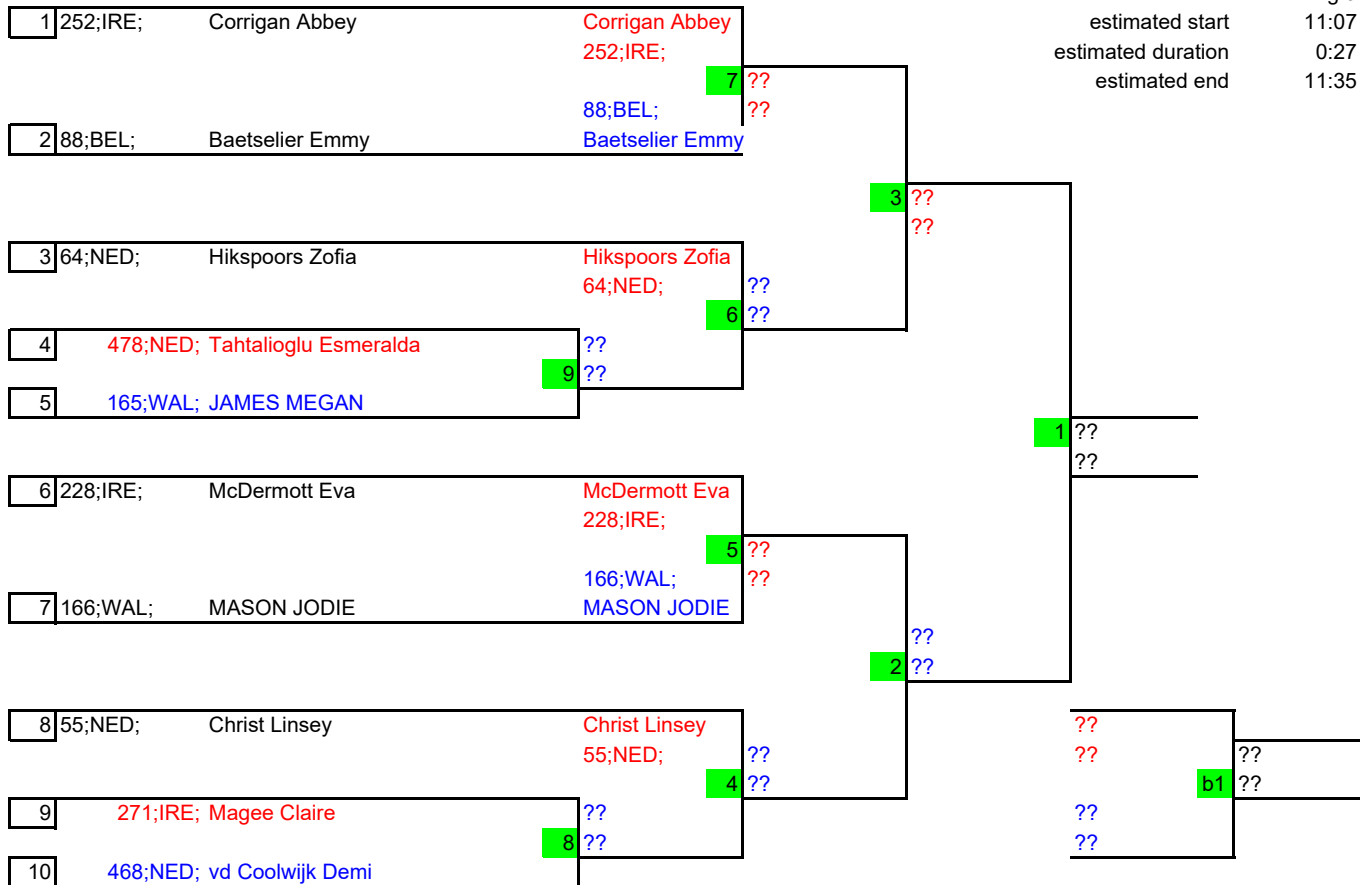 1 252;IRE; Corrigan Abbey Corrigan Abbey estimated start 11:07
252;IRE; estimated duration 0:27
7 ?? estimated end 11:35
88;BEL; ??
2 88;BEL; Baetselier Emmy Baetselier Emmy
3 ??
??
3 64;NED; Hikspoors Zofia Hikspoors Zofia
64;NED; ??
6 ??
4 478;NED; Tahtalioglu Esmeralda ??
9 ??
5 165;WAL; JAMES MEGAN
1 ??
??
6 228;IRE; McDermott Eva McDermott Eva
228;IRE;
5 ??
166;WAL; ??
7 166;WAL; MASON JODIE MASON JODIE
??
2 ??
8 55;NED; Christ Linsey Christ Linsey ??
55;NED; ?? ?? ??
4 ?? b1 ??
9 271;IRE; Magee Claire ?? ??
8 ?? ??
10 468;NED; vd Coolwijk Demi